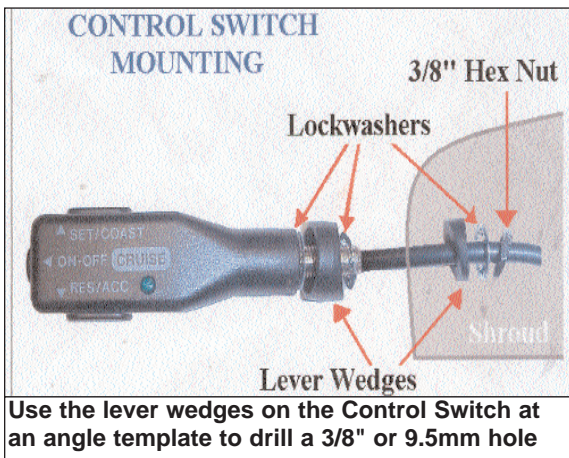 CONTROL SWITCH
MOUNTING
3/8" Hex Nut
Lockwashers
SET/COAST
ON-OFF CRUISE
RES/ACC
Shroud
Lever Wedges
Use the lever wedges on the Control Switch at
an angle template to drill a 3/8" or 9.5mm hole